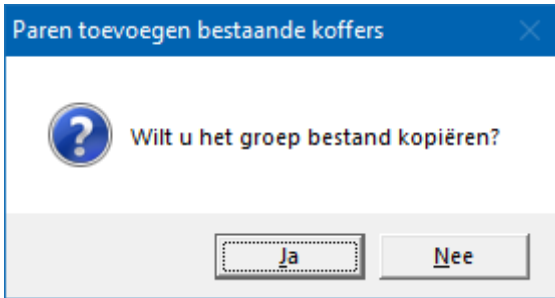 Paren toevoegen bestaande koffers
Wilt u het groep bestand kopiëren?
Ja
Nee